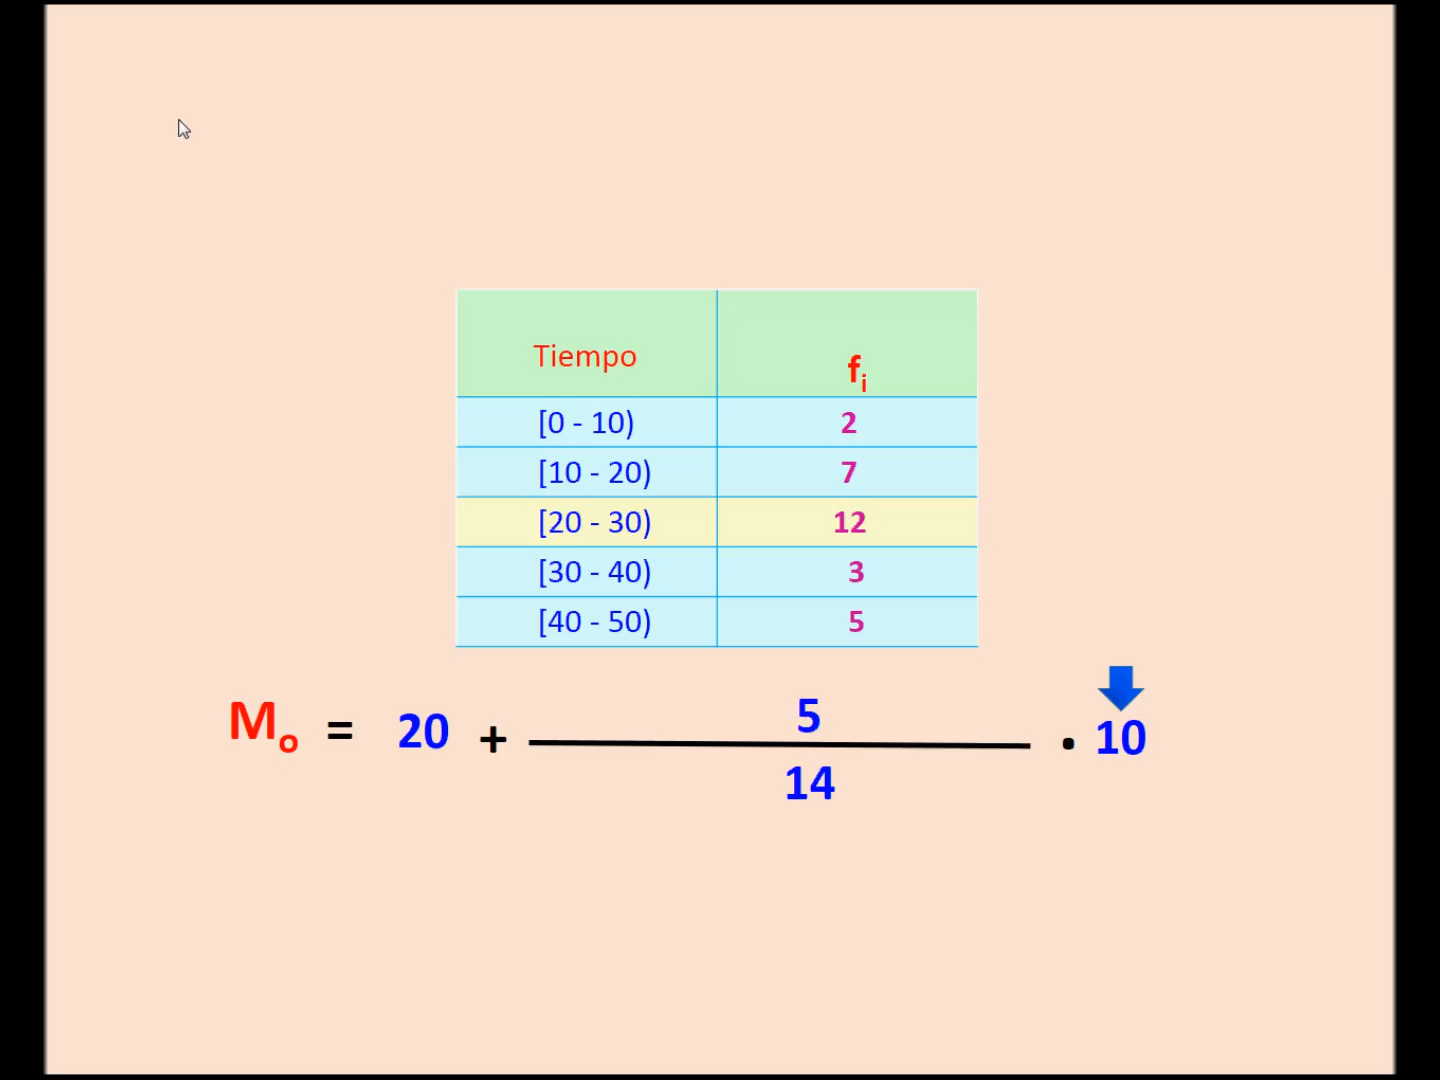 Tiempo fi
[0 - 10) 2
[10 - 20) 7
[20 - 30) 12
[30 - 40) 3
[40 - 50) 5
5
Mo = 20 + · 10
14